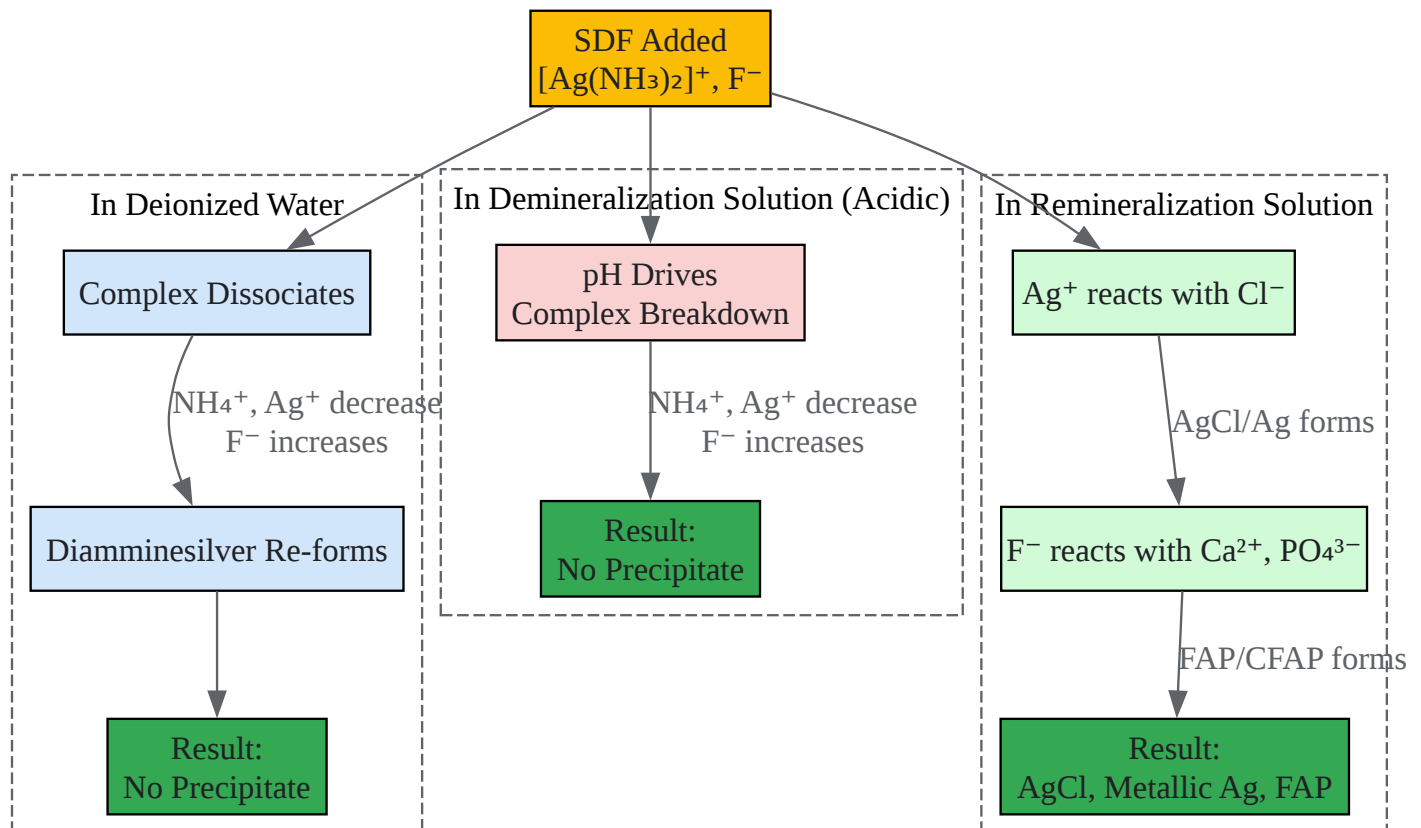 SDF Added
[Ag(NH₃)₂]⁺, F⁻
In Deionized Water
Complex Dissociates
NH₄⁺, Ag⁺ decrease
F⁻ increases
Diamminesilver Re-forms
Result:
No Precipitate
In Demineralization Solution (Acidic)
pH Drives
Complex Breakdown
NH₄⁺, Ag⁺ decrease
F⁻ increases
Result:
No Precipitate
In Remineralization Solution
Ag⁺ reacts with Cl⁻
AgCl/Ag forms
F⁻ reacts with Ca²⁺, PO₄³⁻
FAP/CFAP forms
Result:
AgCl, Metallic Ag, FAP